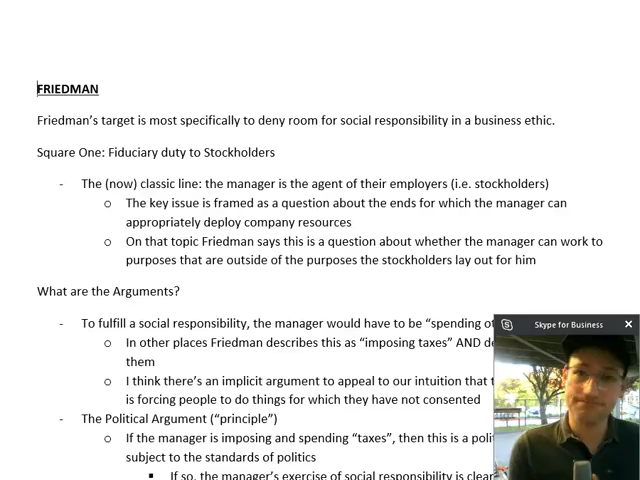 FRIEDMAN
Friedman’s target is most specifically to deny room for social responsibility in a business ethic.
Square One: Fiduciary duty to Stockholders
- The (now) classic line: the manager is the agent of their employers (i.e. stockholders)
o The key issue is framed as a question about the ends for which the manager can
appropriately deploy company resources
o On that topic Friedman says this is a question about whether the manager can work to
purposes that are outside of the purposes the stockholders lay out for him
What are the Arguments?
- To fulfill a social responsibility, the manager would have to be “spending
o In other places Friedman describes this as “imposing taxes” AND
them
o I think there’s an implicit argument to appeal to our intuition that
is forcing people to do things for which they have not consented
- The Political Argument (“principle”)
o If the manager is imposing and spending “taxes”, then this is a
subject to the standards of politics
▪ If so, the manager’s exercise of social responsibility is
Skype for Business